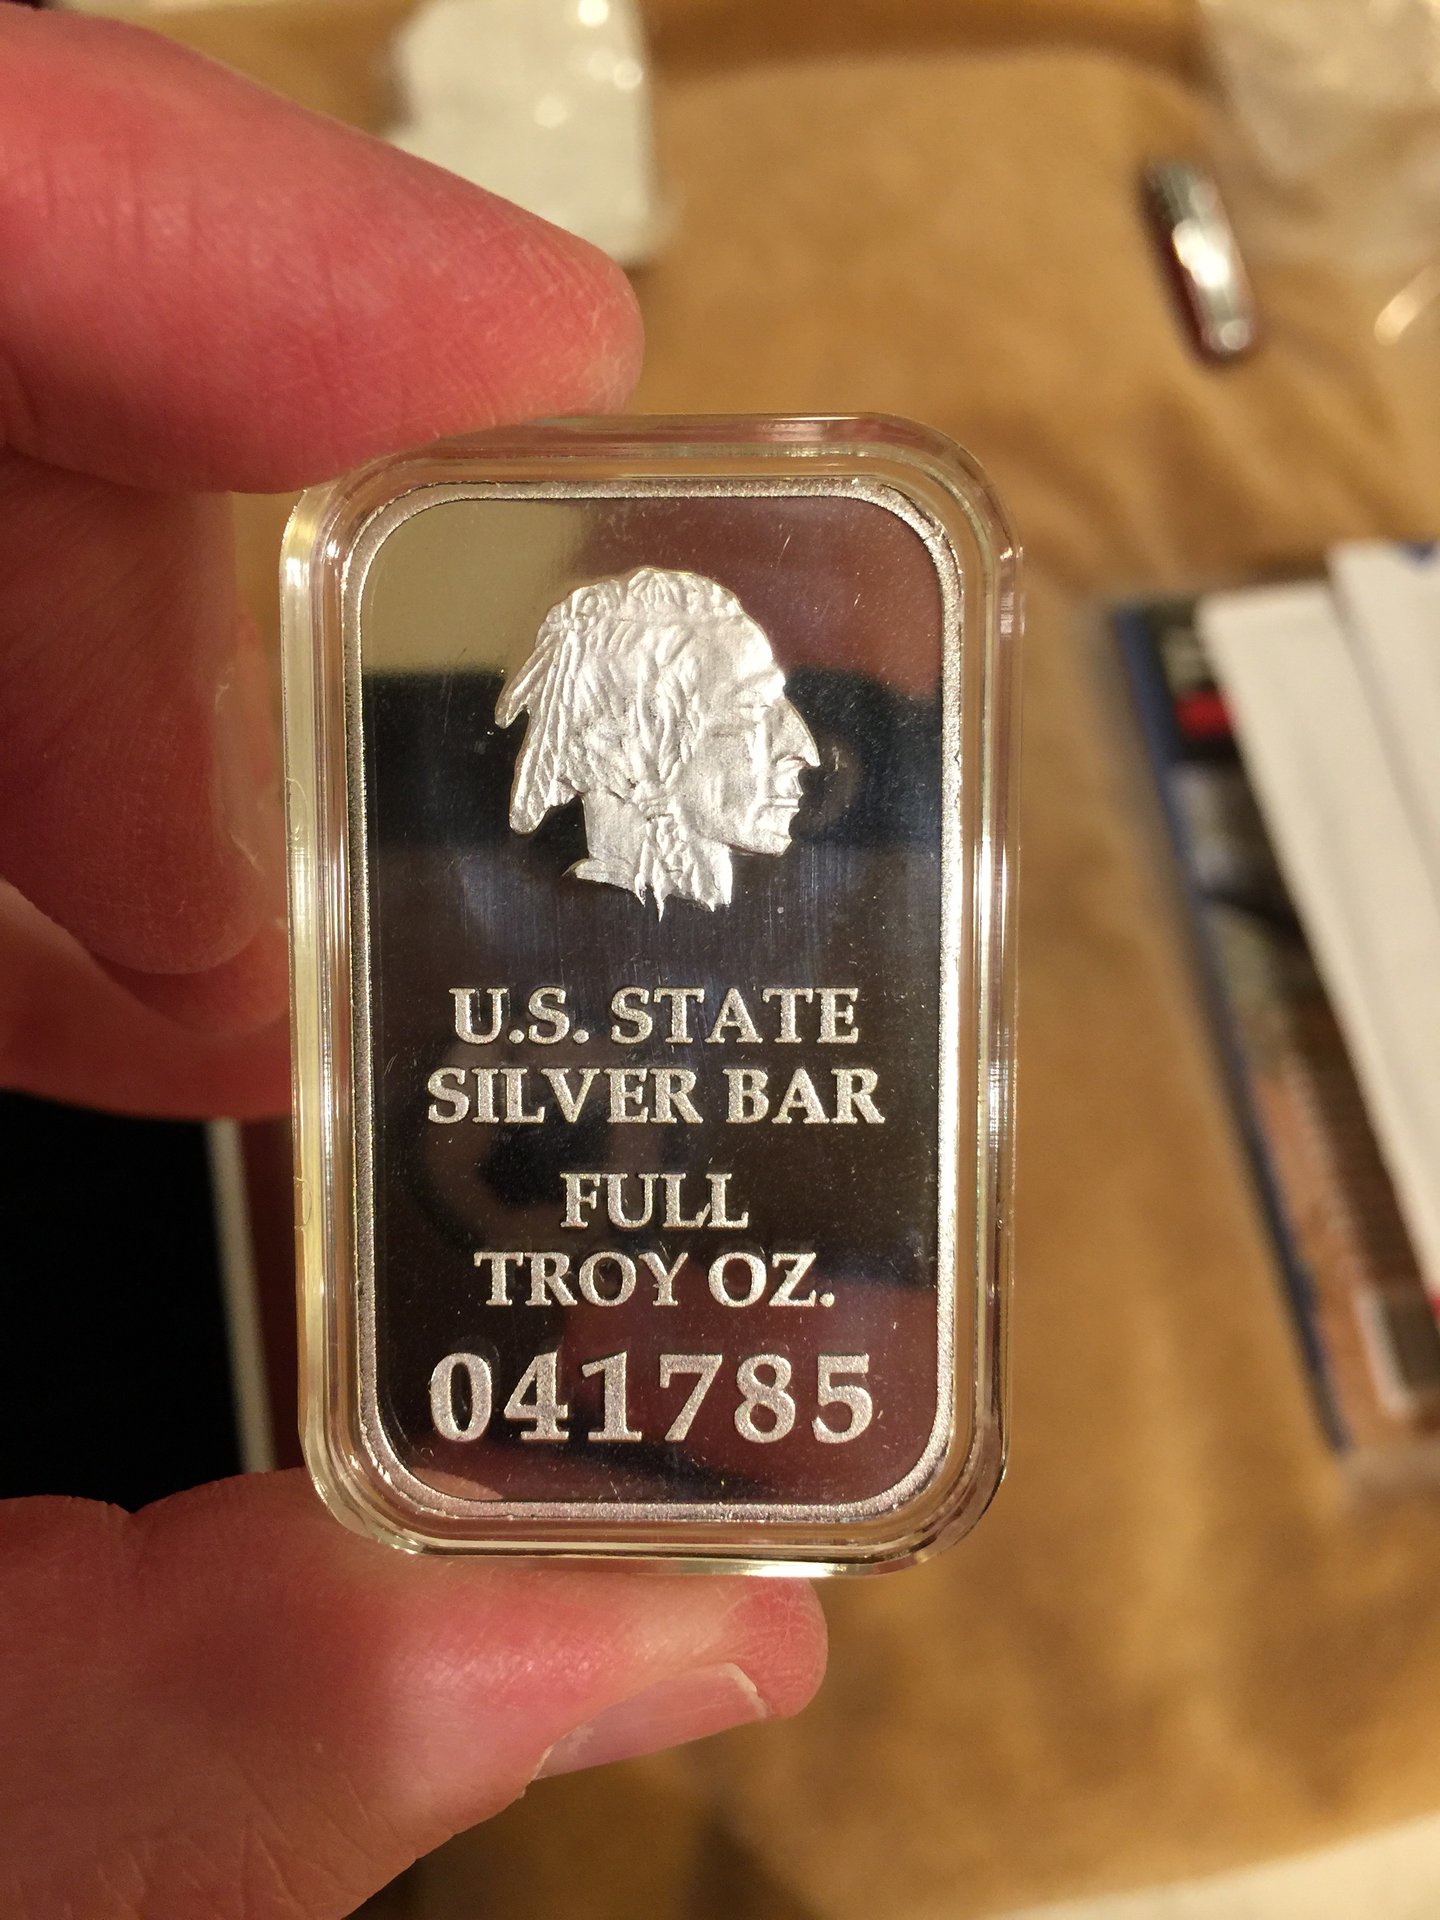 U.S. STATE
SILVER BAR
FULL
TROY OZ.
041785